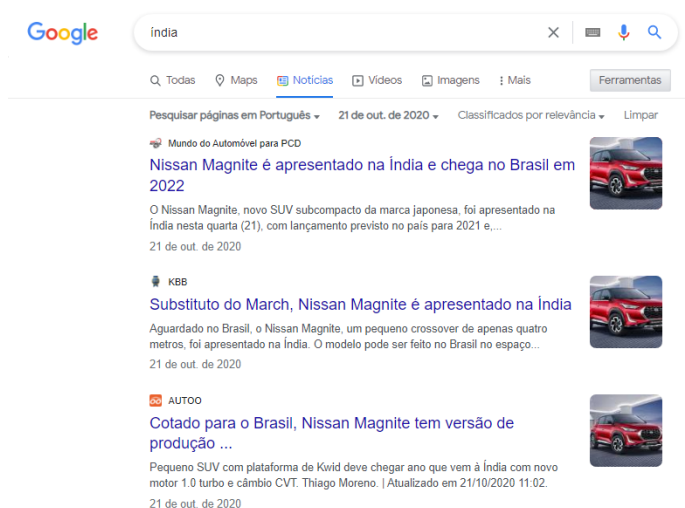 Google
índia
Todas Maps Notícias Vídeos Imagens Mais Ferramentas
Pesquisar páginas em Português 21 de out. de 2020 Classificados por relevância Limpar
Mundo do Automóvel para PCD
Nissan Magnite é apresentado na Índia e chega no Brasil em
2022
O Nissan Magnite, novo SUV subcompacto da marca japonesa, foi apresentado na
Índia nesta quarta (21), com lançamento previsto no país para 2021 e,...
21 de out. de 2020
KBB
Substituto do March, Nissan Magnite é apresentado na Índia
Aguardado no Brasil, o Nissan Magnite, um pequeno crossover de apenas quatro
metros, foi apresentado na Índia. O modelo pode ser feito no Brasil no espaço...
21 de out. de 2020
AUTOO
Cotado para o Brasil, Nissan Magnite tem versão de
produção ...
Pequeno SUV com plataforma de Kwid deve chegar ano que vem à Índia com novo
motor 1.0 turbo e câmbio CVT. Thiago Moreno. | Atualizado em 21/10/2020 11:02.
21 de out. de 2020